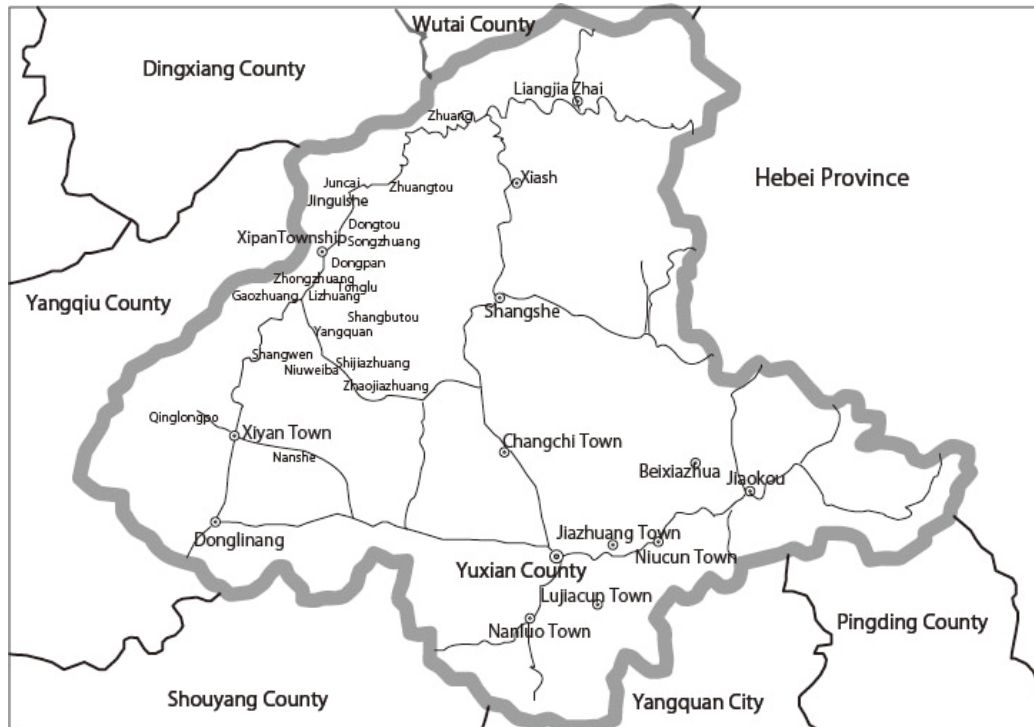 Wutai County
Dingxiang County
Liangjia Zhai
Zhuang
Hebei Province
Xiash
Juncai
Zhuangtou
Jinguishe
Dongtou
XipanTownship
Songzhuang
Dongpan
Zhongzhuang
Tonglu
Yangqiu County
Gaozhuang
Lizhuang
Shangshe
Shangbutou
Yangquan
Shangwen
Shijiazhuang
Niuweiba
Zhaojiazhuang
Qinglongpo
Xiyan Town
Changchi Town
Nanshe
Beixiazhua
Jiaokou
Donglinang
Jiazhuang Town
Niucun Town
Yuxian County
Lujiacun Town
Nanluo Town
Pingding County
Shouyang County
Yangquan City